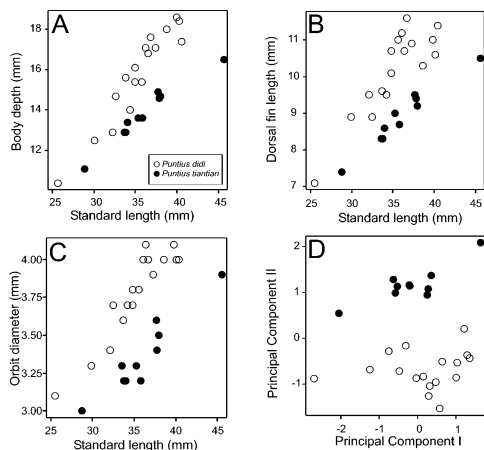 A
Body depth (mm)
18
16
14
12
25
30
35
40
45
Standard length (mm)
Puntius didi
Puntius tiantian
B
Dorsal fin length (mm)
11
10
9
8
7
25
30
35
40
45
Standard length (mm)
C
Orbit diameter (mm)
4.00
3.75
3.50
3.25
3.00
25
30
35
40
45
Standard length (mm)
D
Principal Component II
2
1
0
-1
-2
-1
0
1
Principal Component I